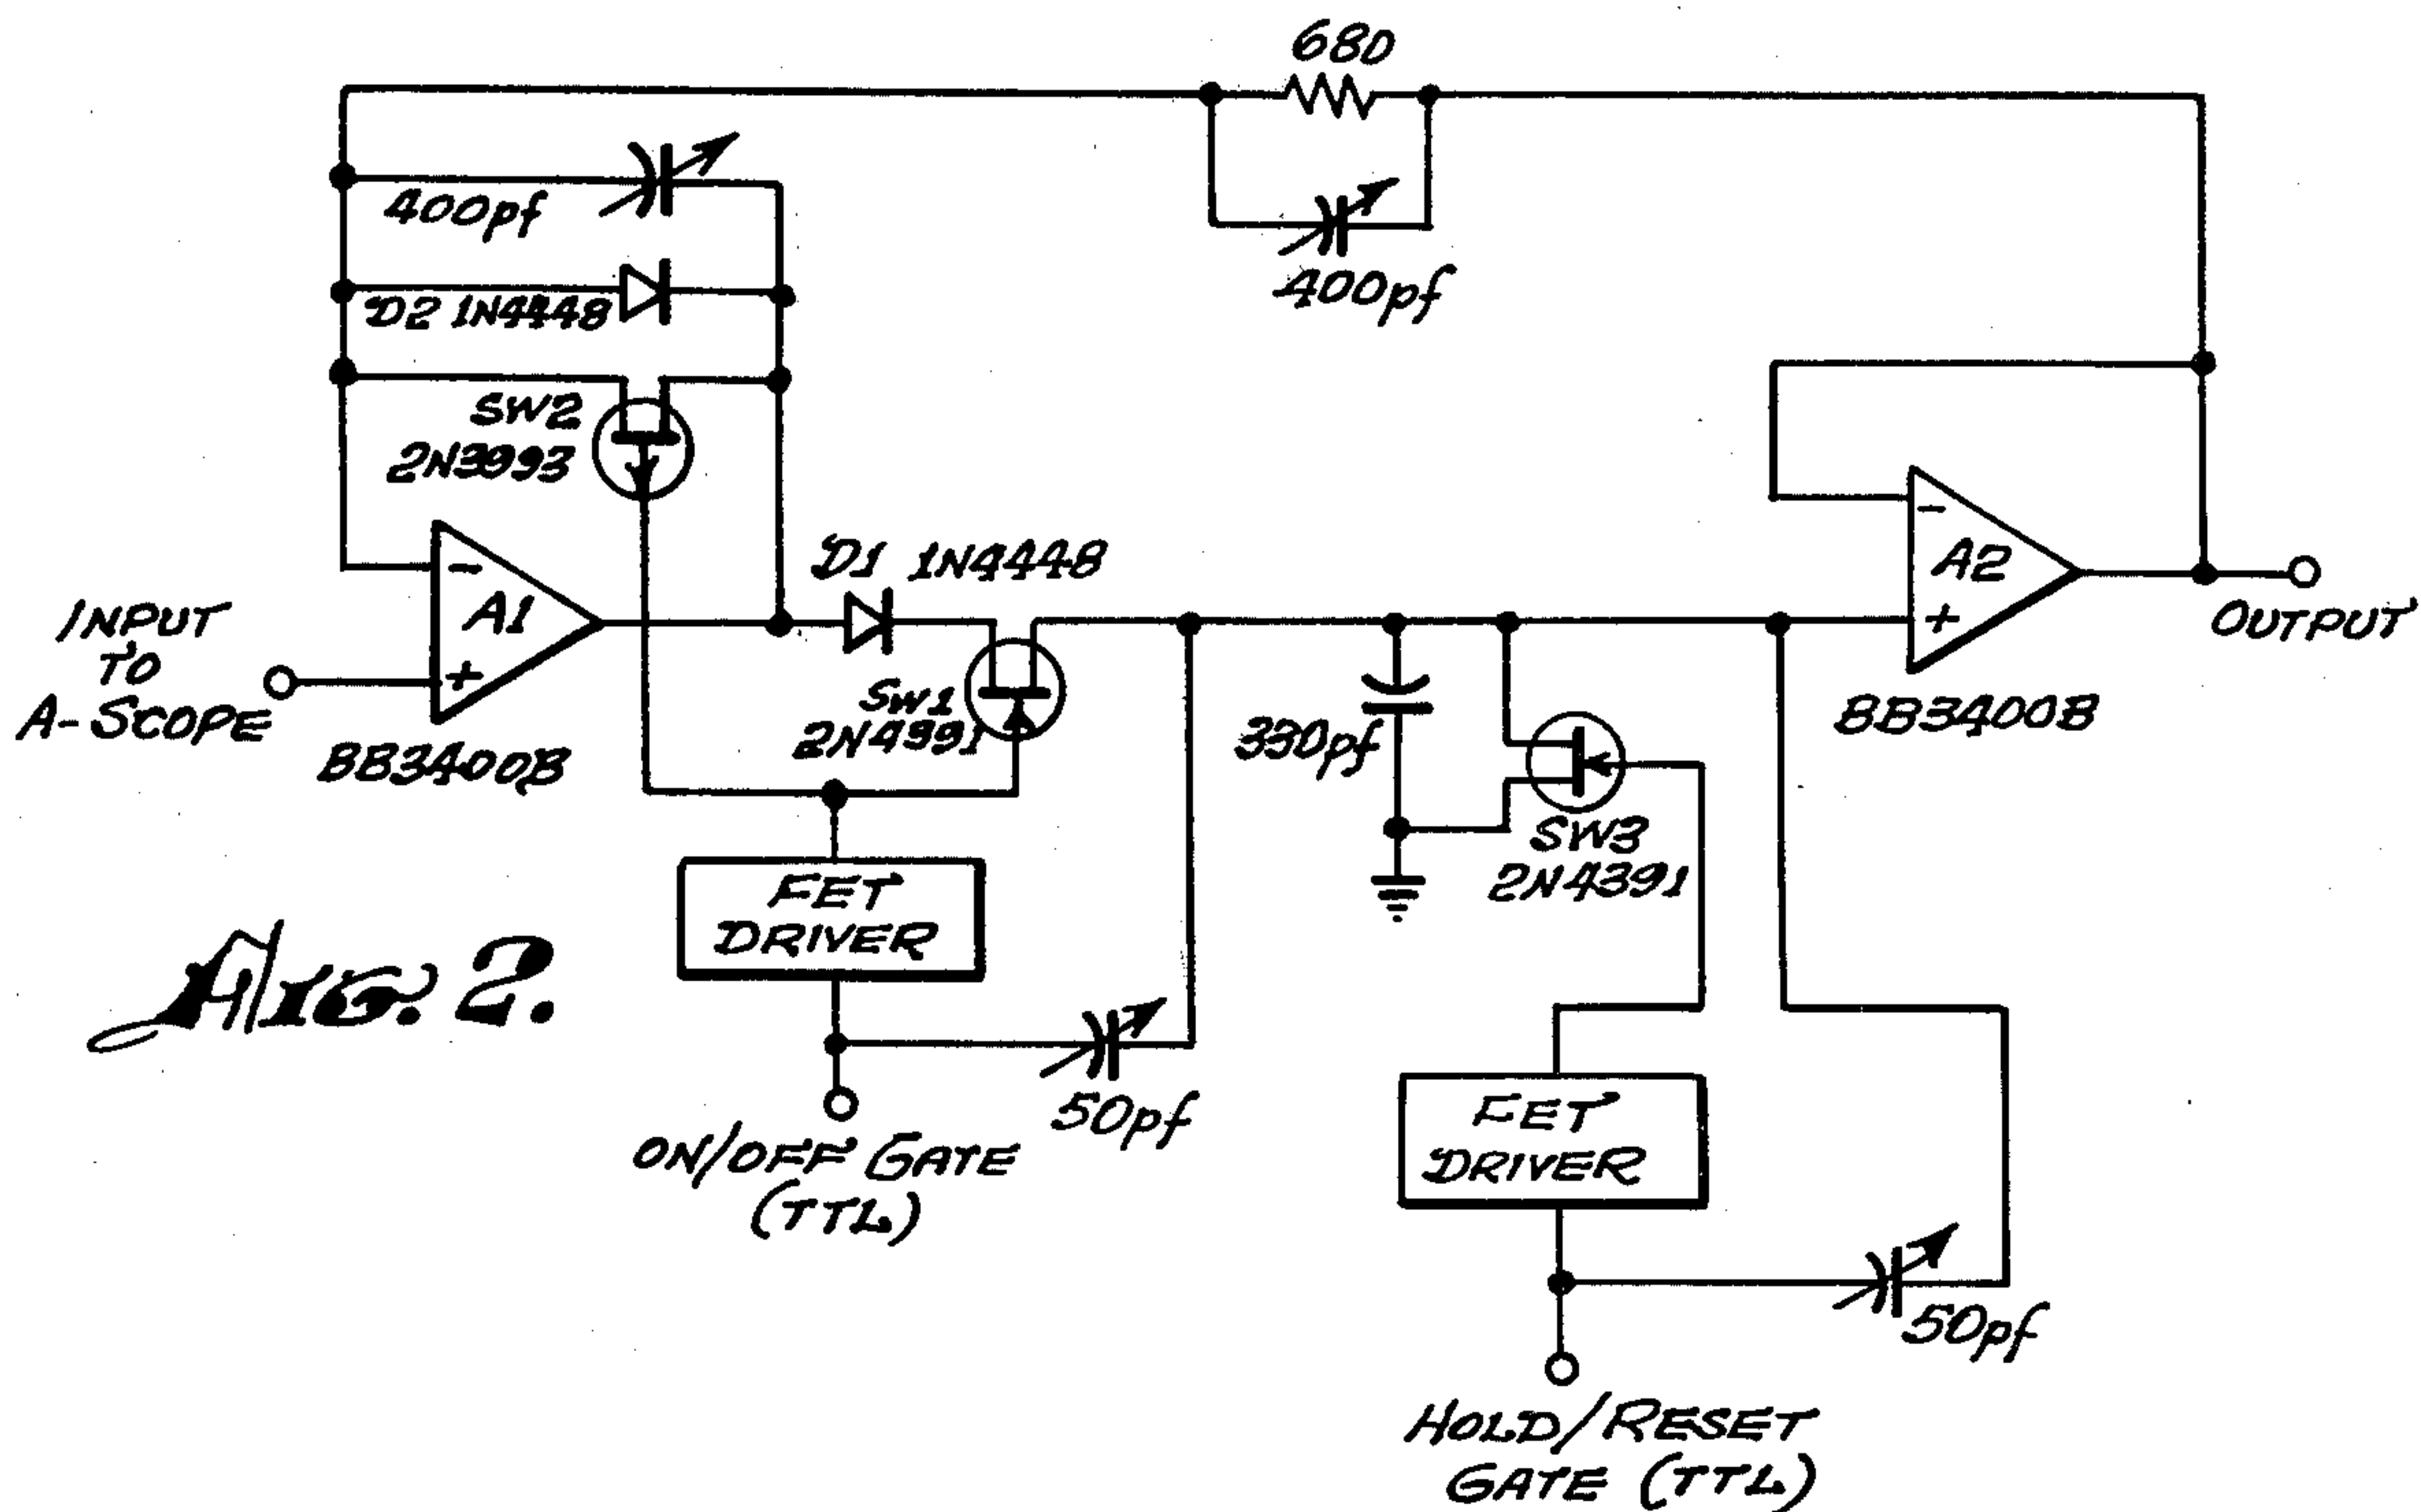 680
400pf
400pf
D2 1N4448
SW2
2N3993
-
A1
+
INPUT
TO
A-SCOPE
BB3400B
D1 1N4448
SW1
2N4391
330pf
SW3
2N4391
-
A2
+
BB3400B
OUTPUT
FET
DRIVER
50pf
ON/OFF GATE
(TTL)
FET
DRIVER
50pf
HOLD/RESET
GATE (TTL)
FIG. 2.